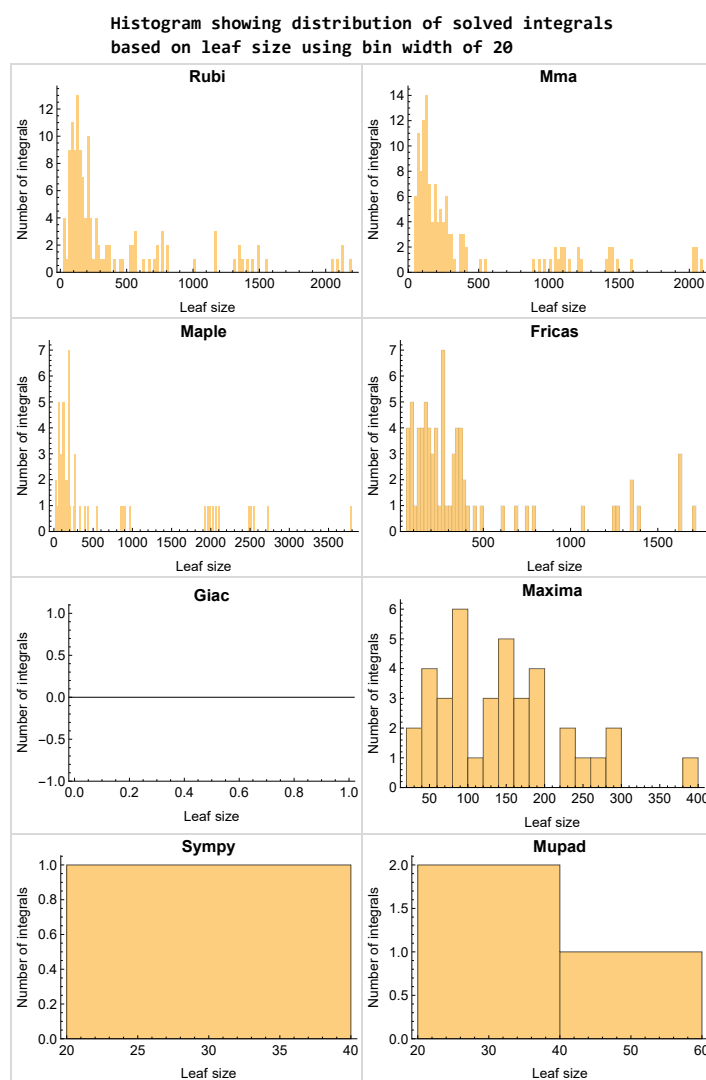 Histogram showing distribution of solved integrals
based on leaf size using bin width of 20
Rubi
Number of integrals
0 2 4 6 8 10 12
0 500 1000 1500 2000
Leaf size
Mma
Number of integrals
0 2 4 6 8 10 12 14
0 500 1000 1500 2000
Leaf size
Maple
Number of integrals
0 1 2 3 4 5 6 7
0 500 1000 1500 2000 2500 3000 3500
Leaf size
Fricas
Number of integrals
0 1 2 3 4 5 6 7
500 1000 1500
Leaf size
Giac
Number of integrals
-1.0 -0.5 0.0 0.5 1.0
0.0 0.2 0.4 0.6 0.8 1.0
Leaf size
Maxima
Number of integrals
0 1 2 3 4 5 6
50 100 150 200 250 300 350 400
Leaf size
Sympy
Number of integrals
0.0 0.2 0.4 0.6 0.8 1.0
20 25 30 35 40
Leaf size
Mupad
Number of integrals
0.0 0.5 1.0 1.5 2.0
20 30 40 50 60
Leaf size